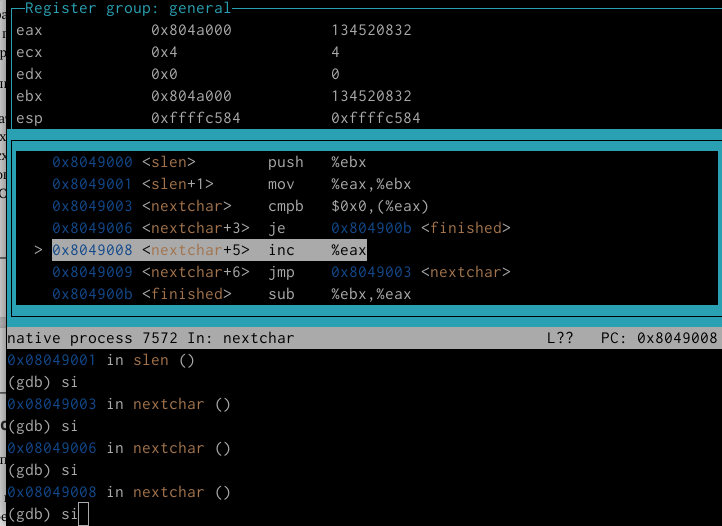 Register group: general
eax 0x804a000 134520832
ecx 0x4 4
edx 0x0 0
ebx 0x804a000 134520832
esp 0xffffc584 0xffffc584
0x8049000 <slen> push %ebx
0x8049001 <slen+1> mov %eax,%ebx
0x8049003 <nextchar> cmpb $0x0,(%eax)
0x8049006 <nextchar+3> je 0x804900b <finished>
> 0x8049008 <nextchar+5> inc %eax
0x8049009 <nextchar+6> jmp 0x8049003 <nextchar>
0x804900b <finished> sub %ebx,%eax
native process 7572 In: nextchar L?? PC: 0x8049008
0x08049001 in slen ()
(gdb) si
0x08049003 in nextchar ()
(gdb) si
0x08049006 in nextchar ()
(gdb) si
0x08049008 in nextchar ()
(gdb) si